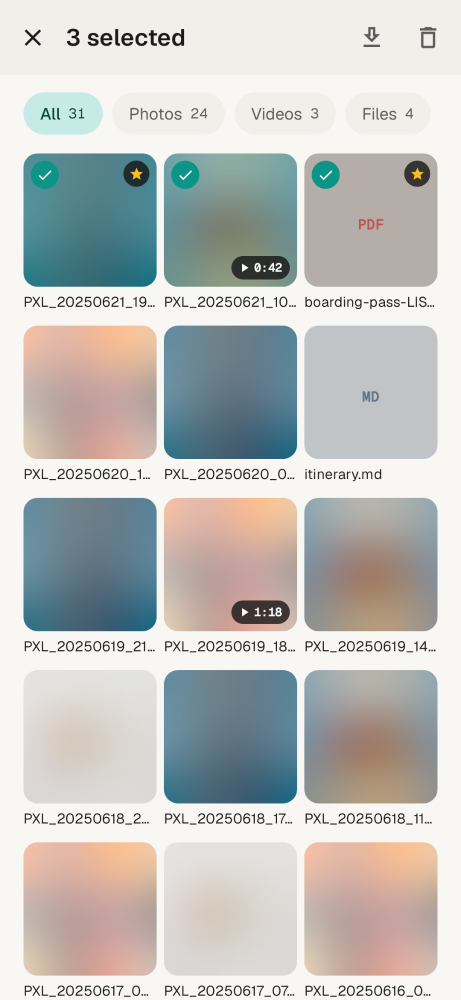 3 selected
All 31 Photos 24 Videos 3 Files 4
0:42
PDF
PXL_20250621_19… PXL_20250621_10… boarding-pass-LIS…
MD
PXL_20250620_1… PXL_20250620_0… itinerary.md
1:18
PXL_20250619_21… PXL_20250619_18… PXL_20250619_14…
PXL_20250618_2… PXL_20250618_17… PXL_20250618_11…
PXL_20250617_0… PXL_20250617_07… PXL_20250616_0…